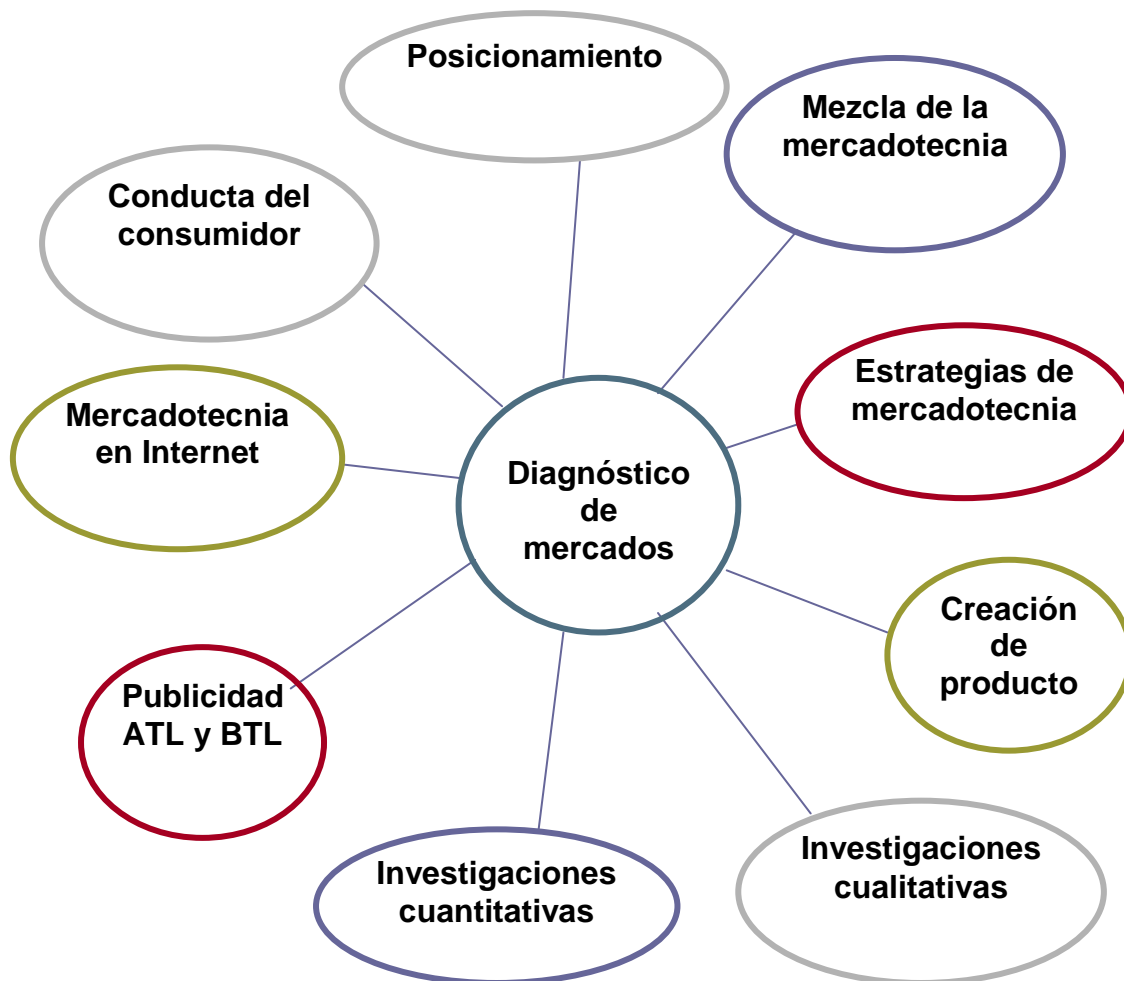 Posicionamiento
Mezcla de la
mercadotecnia
Conducta del
consumidor
Estrategias de
mercadotecnia
Mercadotecnia
en Internet
Diagnóstico
de
mercados
Creación
de
producto
Publicidad
ATL y BTL
Investigaciones
cualitativas
Investigaciones
cuantitativas